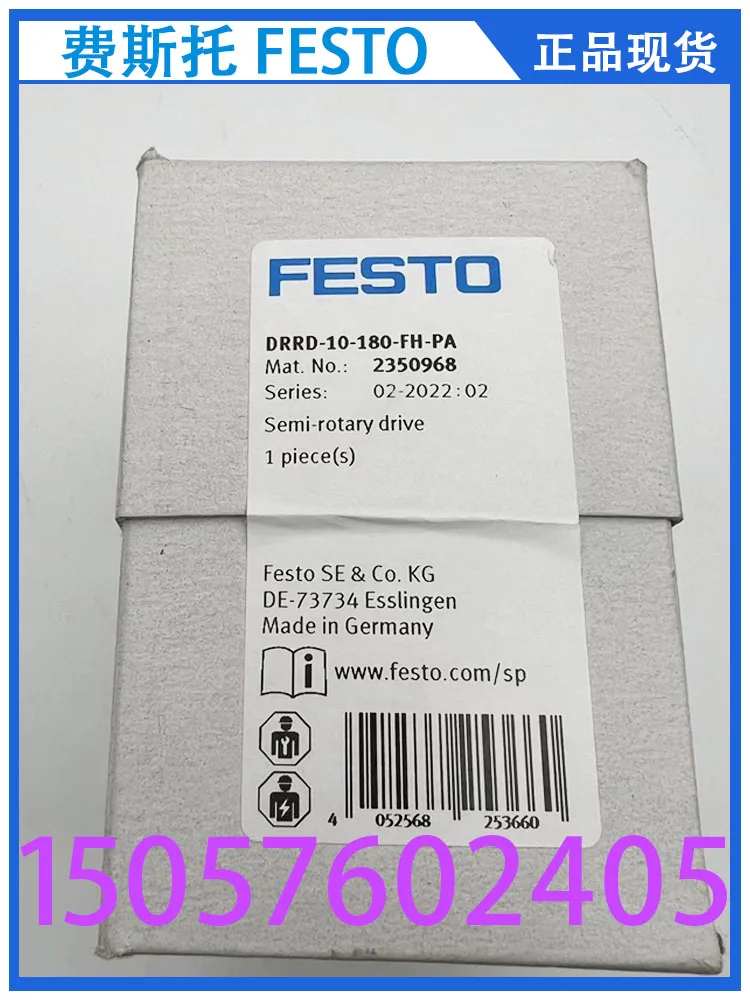 费斯托 FESTO
正品现货
FESTO
DRRD-10-180-FH-PA
Mat. No.: 2350968
Series: 02-2022:02
Semi-rotary drive
1 piece(s)
Festo SE & Co. KG
DE-73734 Esslingen
Made in Germany
www.festo.com/sp
4 052568 253660
15057602405